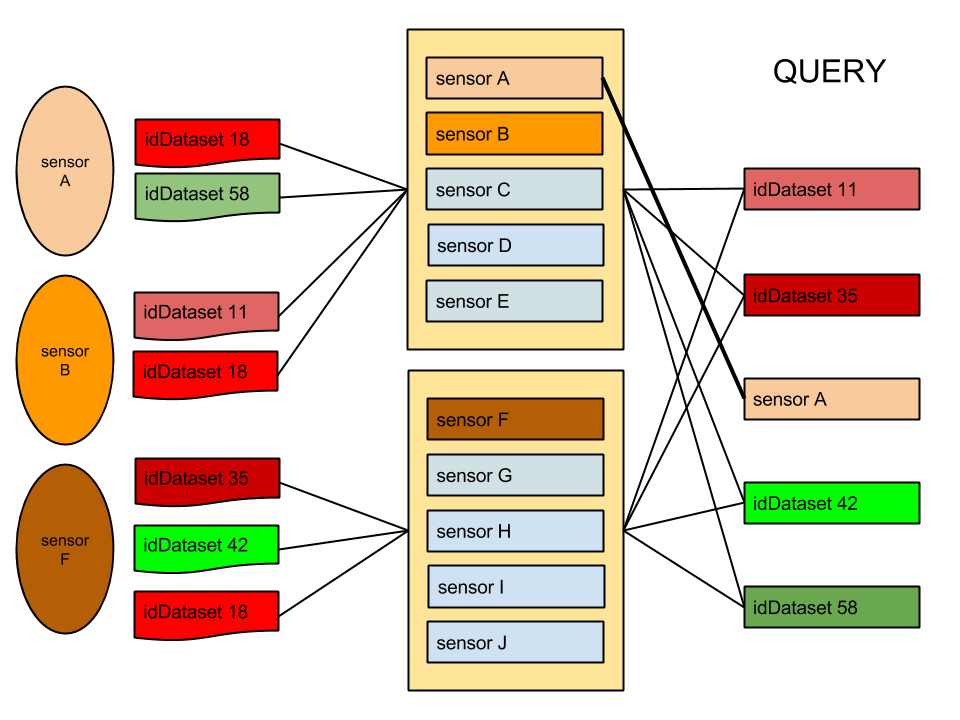 QUERY
sensor
A
idDataset 18
idDataset 58
sensor
B
idDataset 11
idDataset 18
sensor
F
idDataset 35
idDataset 42
idDataset 18
sensor A
sensor B
sensor C
sensor D
sensor E
sensor F
sensor G
sensor H
sensor I
sensor J
idDataset 11
idDataset 35
sensor A
idDataset 42
idDataset 58